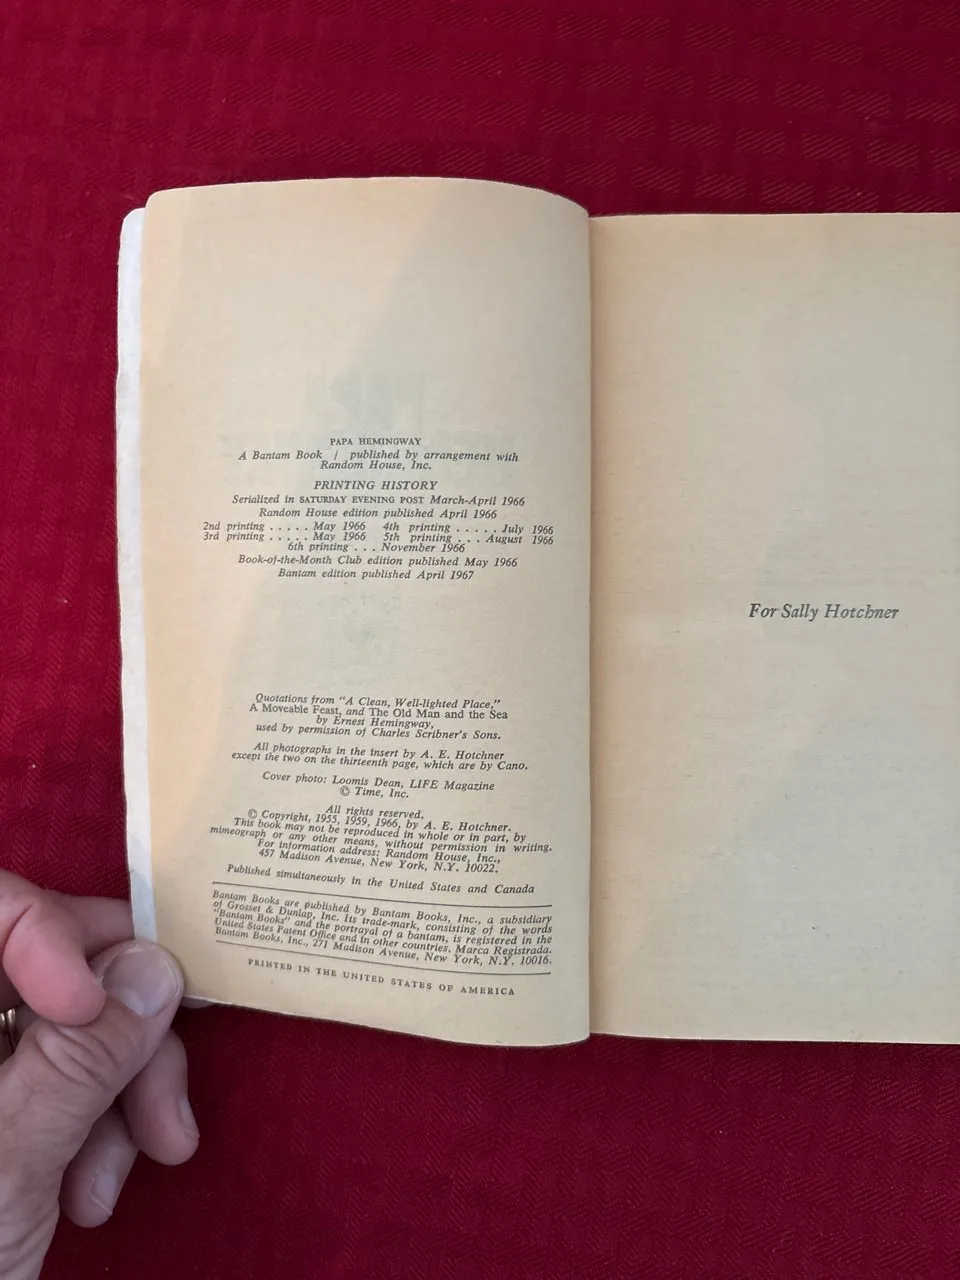 PAPA HEMINGWAY
A Bantam Book / published by arrangement with
Random House, Inc.
PRINTING HISTORY
Serialized in SATURDAY EVENING POST March-April 1966
Random House edition published April 1966
2nd printing . . . . . May 1966 4th printing . . . . . July 1966
3rd printing . . . . . May 1966 5th printing . . . August 1966
6th printing . . . November 1966
Book-of-the-Month Club edition published May 1966
Bantam edition published April 1967
Quotations from "A Clean, Well-lighted Place,"
A Moveable Feast, and The Old Man and the Sea
by Ernest Hemingway,
used by permission of Charles Scribner's Sons.
All photographs in the insert by A. E. Hotchner
except the two on the thirteenth page, which are by Cano.
Cover photo: Loomis Dean, LIFE Magazine
© Time, Inc.
All rights reserved.
© Copyright, 1955, 1959, 1966, by A. E. Hotchner.
This book may not be reproduced in whole or in part, by
mimeograph or any other means, without permission in writing.
For information address: Random House, Inc.,
457 Madison Avenue, New York, N.Y. 10022.
Published simultaneously in the United States and Canada
Bantam Books are published by Bantam Books, Inc., a subsidiary
of Grosset & Dunlap, Inc. Its trade-mark, consisting of the words
"Bantam Books" and the portrayal of a bantam, is registered in the
United States Patent Office and in other countries. Marca Registrada.
Bantam Books, Inc., 271 Madison Avenue, New York, N.Y. 10016.
PRINTED IN THE UNITED STATES OF AMERICA
For Sally Hotchner